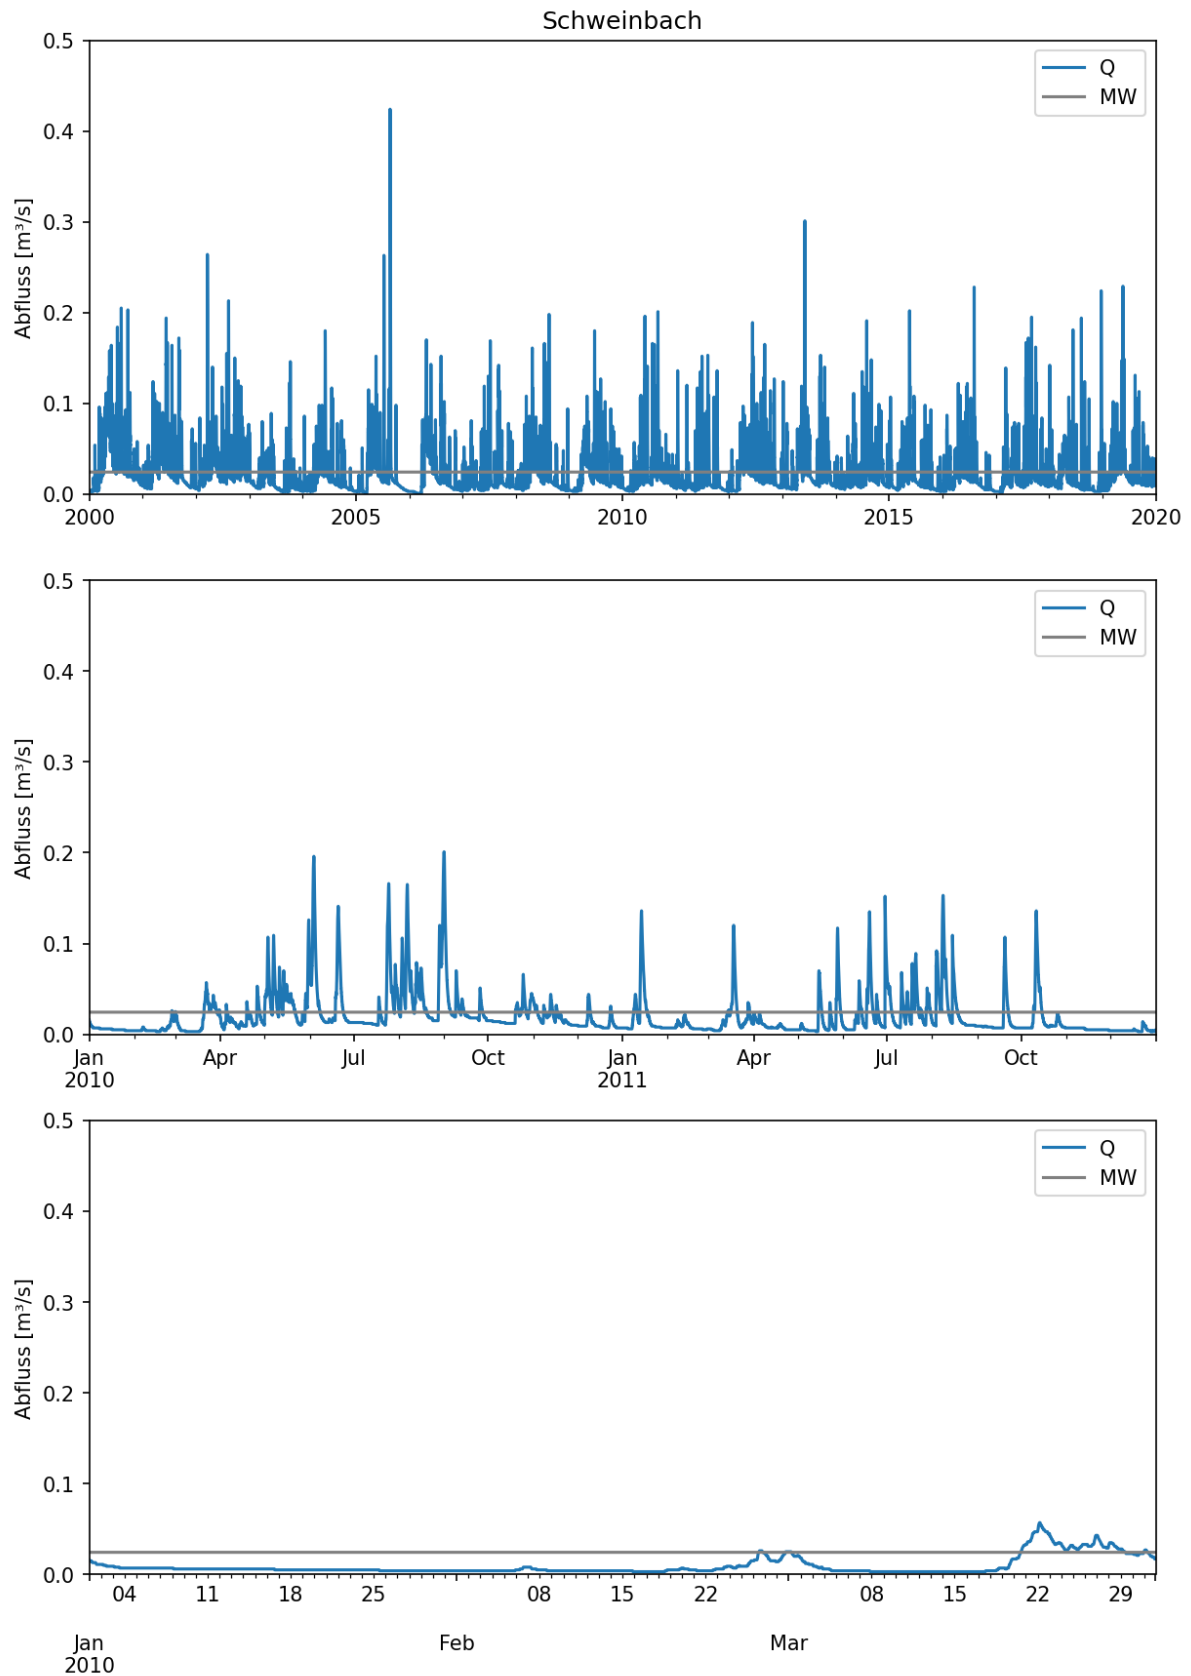 Schweinbach
0.5
Q
MW
0.4
0.3
Abfluss [m³/s]
0.2
0.1
0.0
2000 2005 2010 2015 2020
0.5
Q
MW
0.4
0.3
Abfluss [m³/s]
0.2
0.1
0.0
Jan Apr Jul Oct Jan Apr Jul Oct
2010 2011
0.5
Q
MW
0.4
0.3
Abfluss [m³/s]
0.2
0.1
0.0
04 11 18 25 08 15 22 08 15 22 29
Jan Feb Mar
2010